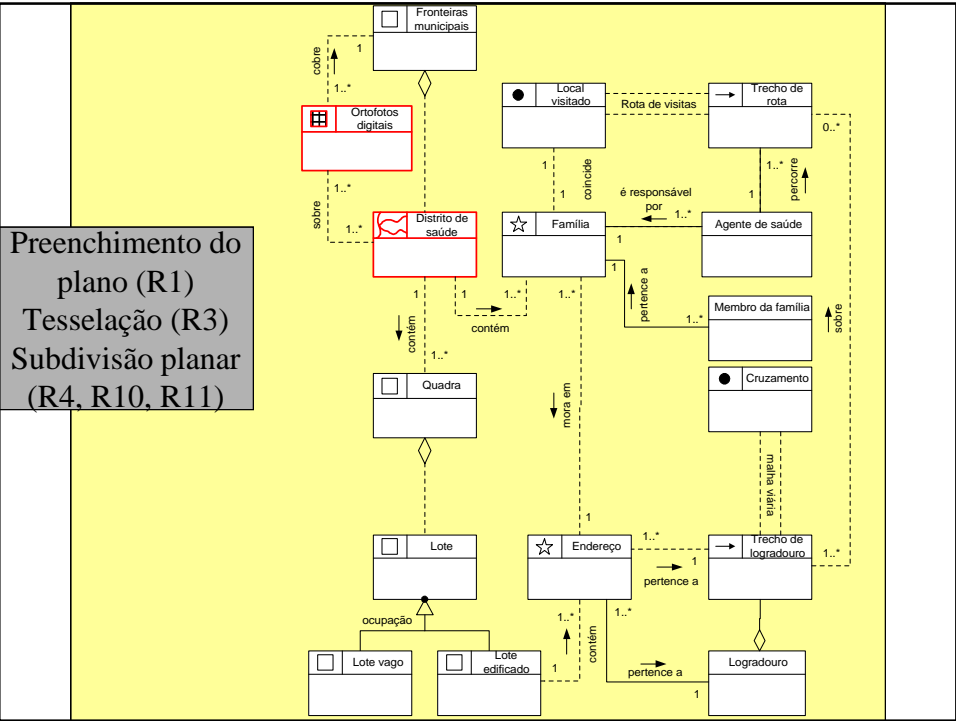 Fronteiras
municipais
1
cobre
1..*
Ortofotos
digitais
1..*
sobre
1..*
Distrito de
saúde
Local
visitado
Rota de visitas
Trecho de
rota
0..*
1
coincide
1
1..*
percorre
1
é responsável
por
1..*
Família
1
Agente de saúde
Preenchimento do
plano (R1)
Tesselação (R3)
Subdivisão planar
(R4, R10, R11)
1
contém
1..*
1
1..*
contém
1..*
1
pertence a
1..*
Membro da família
sobre
Quadra
Cruzamento
mora em
malha viária
1
Lote
Endereço
1..*
pertence a
1
Trecho de
logradouro
1..*
ocupação
Lote vago
Lote
edificado
1
1..*
contém
1..*
pertence a
1
Logradouro